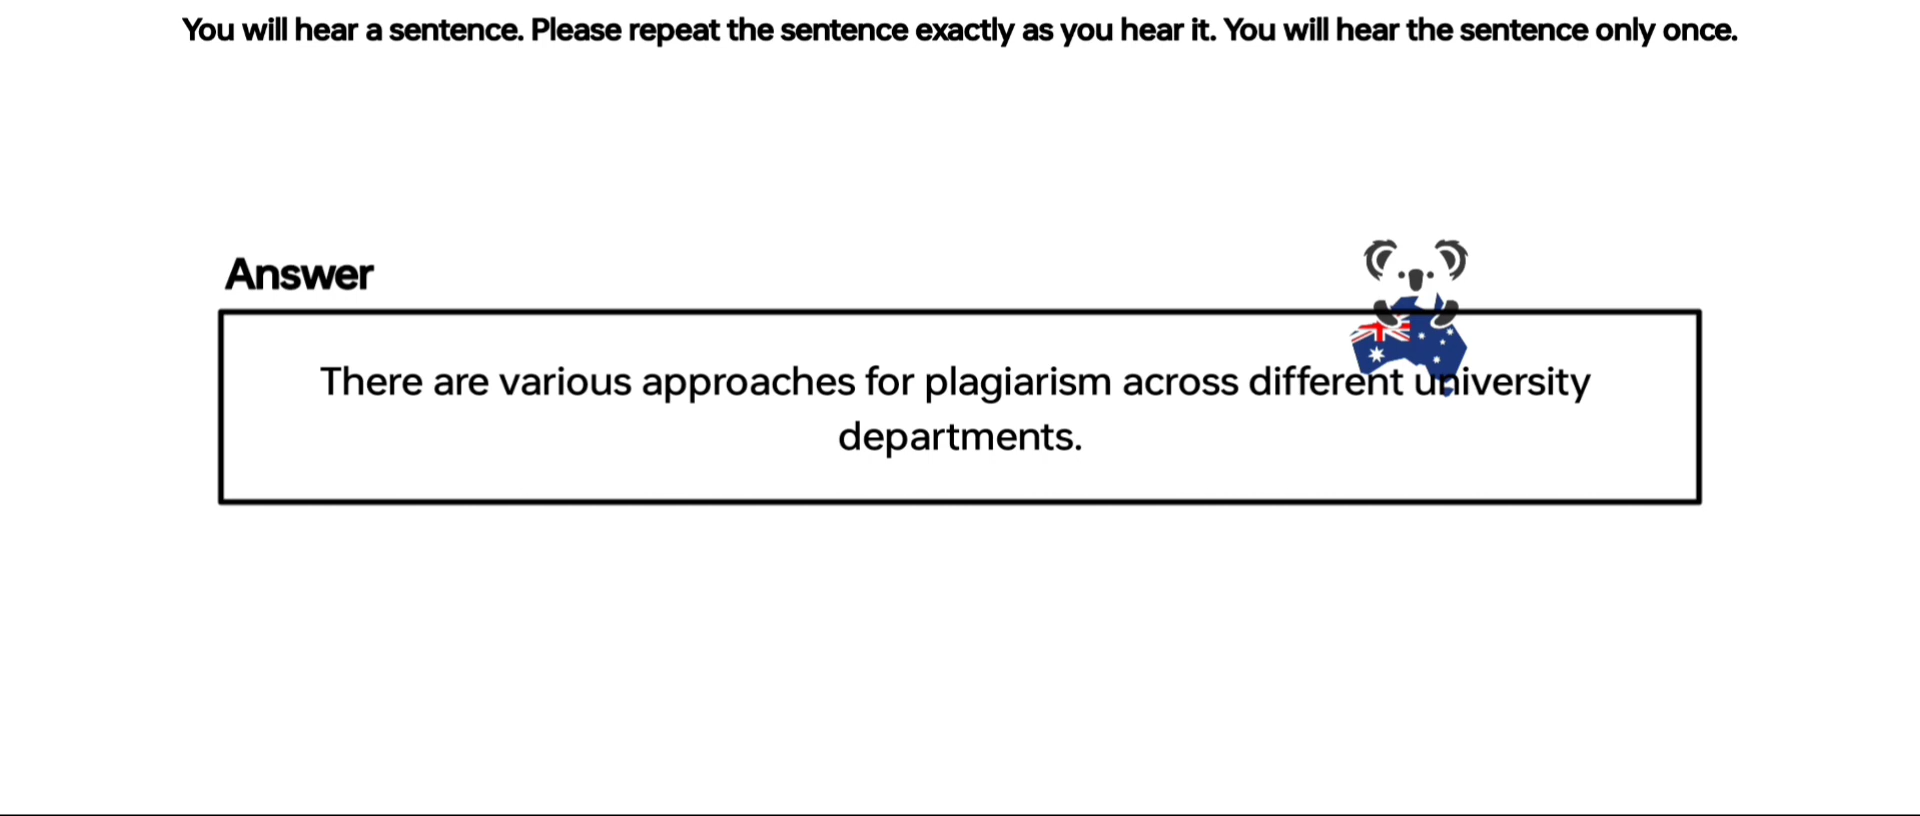 You will hear a sentence. Please repeat the sentence exactly as you hear it. You will hear the sentence only once.
Answer
There are various approaches for plagiarism across different university
departments.